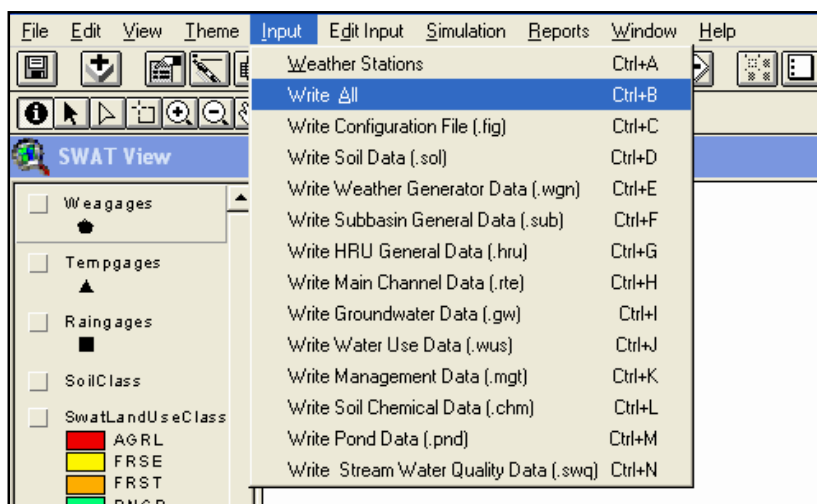 File Edit View Theme Input Edit Input Simulation Reports Window Help
Weather Stations Ctrl+A
Write All Ctrl+B
Write Configuration File (.fig) Ctrl+C
Write Soil Data (.sol) Ctrl+D
Write Weather Generator Data (.wgn) Ctrl+E
Write Subbasin General Data (.sub) Ctrl+F
Write HRU General Data (.hru) Ctrl+G
Write Main Channel Data (.rte) Ctrl+H
Write Groundwater Data (.gw) Ctrl+I
Write Water Use Data (.wus) Ctrl+J
Write Management Data (.mgt) Ctrl+K
Write Soil Chemical Data (.chm) Ctrl+L
Write Pond Data (.pnd) Ctrl+M
Write Stream Water Quality Data (.swq) Ctrl+N
SWAT View
Weagages
Tempgages
Raingages
SoilClass
SwatLandUseClass
AGRL
FRSE
FRST